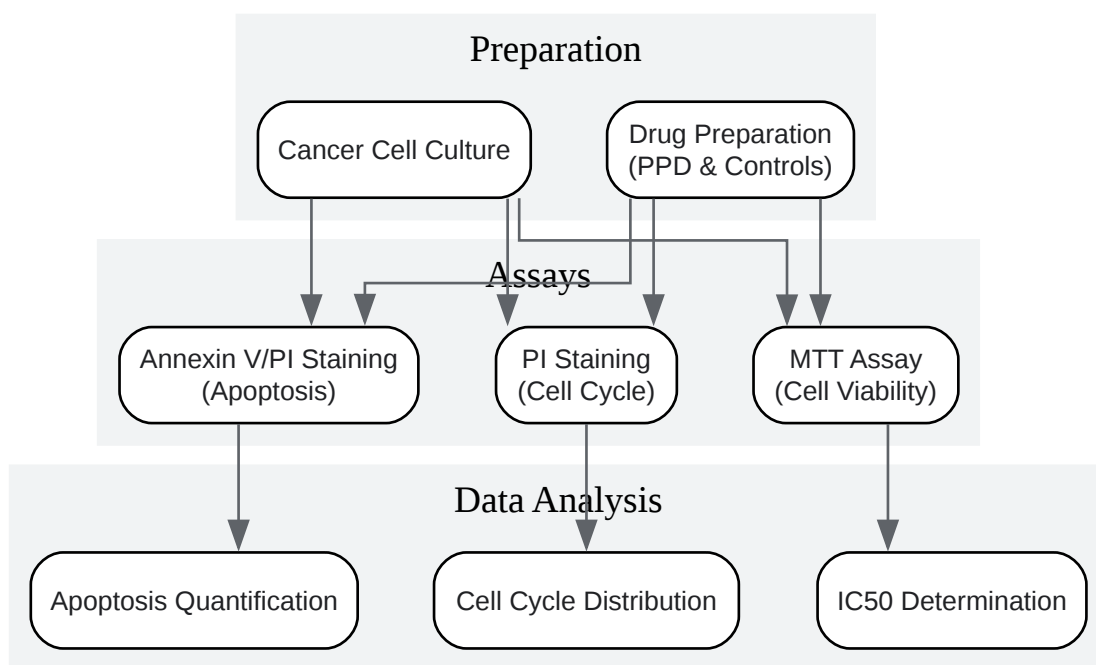 Preparation
Cancer Cell Culture
Drug Preparation
(PPD & Controls)
Assays
Annexin V/PI Staining
(Apoptosis)
PI Staining
(Cell Cycle)
MTT Assay
(Cell Viability)
Data Analysis
Apoptosis Quantification
Cell Cycle Distribution
IC50 Determination